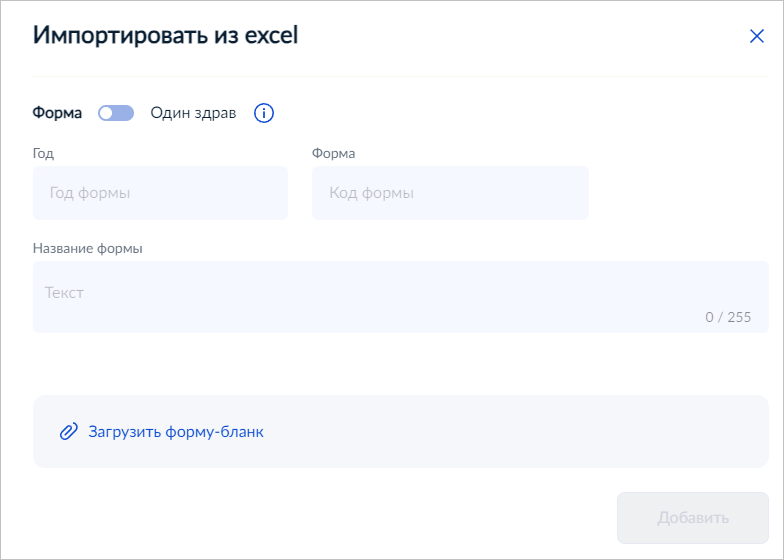 Импортировать из excel
Форма Один здрав
Год Форма
Год формы Код формы
Название формы
Текст
0 / 255
Загрузить форму-бланк
Добавить